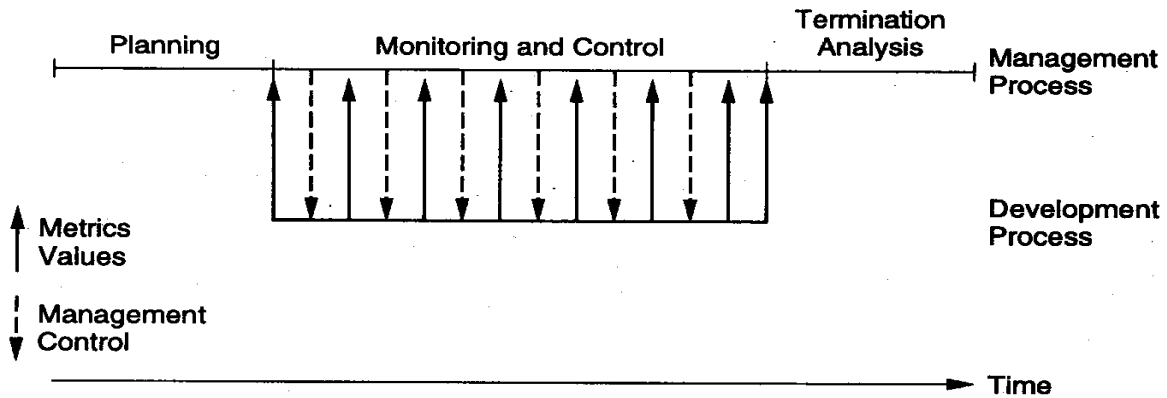 Planning
Monitoring and Control
Termination
Analysis
Management
Process
Development
Process
Metrics
Values
Management
Control
Time